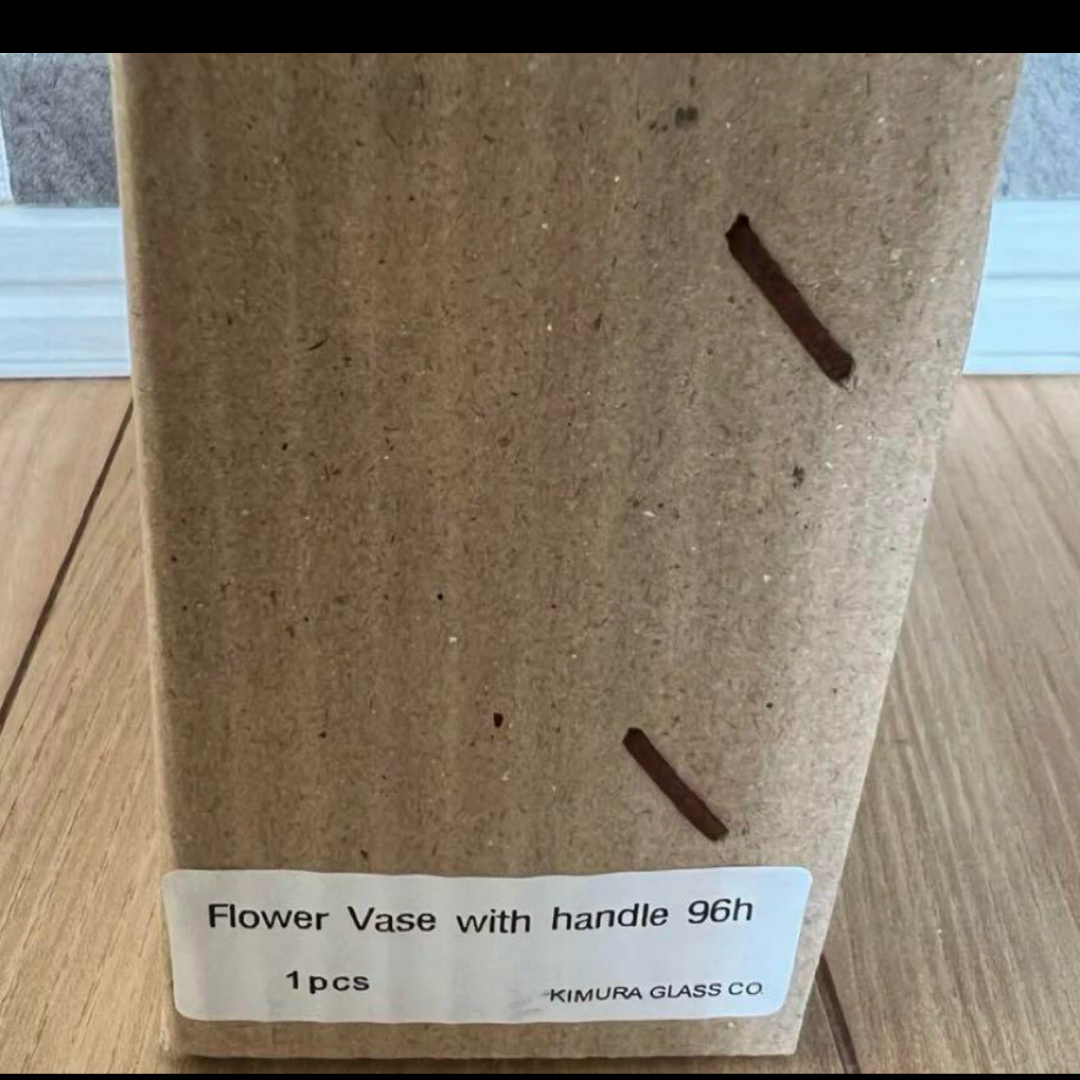 Flower Vase with handle 96h
1pcs
KIMURA GLASS CO.